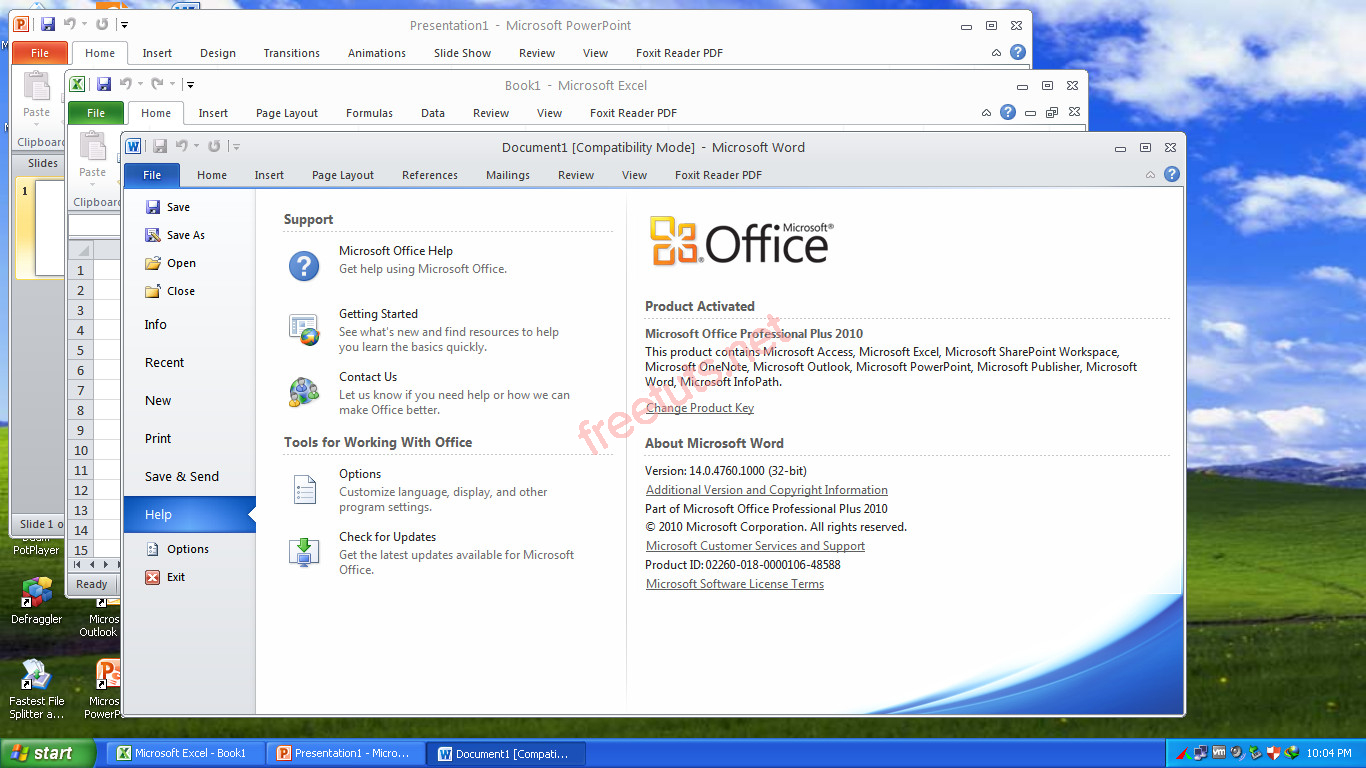 Presentation1 - Microsoft PowerPoint
File Home Insert Design Transitions Animations Slide Show Review View Foxit Reader PDF
Paste
Clipboard
Slides
1
Slide 1 o
Book1 - Microsoft Excel
File Home Insert Page Layout Formulas Data Review View Foxit Reader PDF
Paste
Clipboard
1
2
3
4
5
6
7
8
9
10
11
12
13
14
15
Ready
Document1 [Compatibility Mode] - Microsoft Word
File Home Insert Page Layout References Mailings Review View Foxit Reader PDF
Save
Save As
Open
Close
Info
Recent
New
Print
Save & Send
Help
Options
Exit
Support
Microsoft Office Help
Get help using Microsoft Office.
Getting Started
See what's new and find resources to help
you learn the basics quickly.
Contact Us
Let us know if you need help or how we can
make Office better.
Tools for Working With Office
Options
Customize language, display, and other
program settings.
Check for Updates
Get the latest updates available for Microsoft
Office.
Microsoft®
Office
Product Activated
Microsoft Office Professional Plus 2010
This product contains Microsoft Access, Microsoft Excel, Microsoft SharePoint Workspace,
Microsoft OneNote, Microsoft Outlook, Microsoft PowerPoint, Microsoft Publisher, Microsoft
Word, Microsoft InfoPath.
Change Product Key
About Microsoft Word
Version: 14.0.4760.1000 (32-bit)
Additional Version and Copyright Information
Part of Microsoft Office Professional Plus 2010
© 2010 Microsoft Corporation. All rights reserved.
Microsoft Customer Services and Support
Product ID: 02260-018-0000106-48588
Microsoft Software License Terms
freetuts.net
PotPlayer
Defraggler
Micros
Outlook
Fastest File
Splitter a...
Micros
PowerP
start
Microsoft Excel - Book1
Presentation1 - Micro...
Document1 [Compati...
10:04 PM